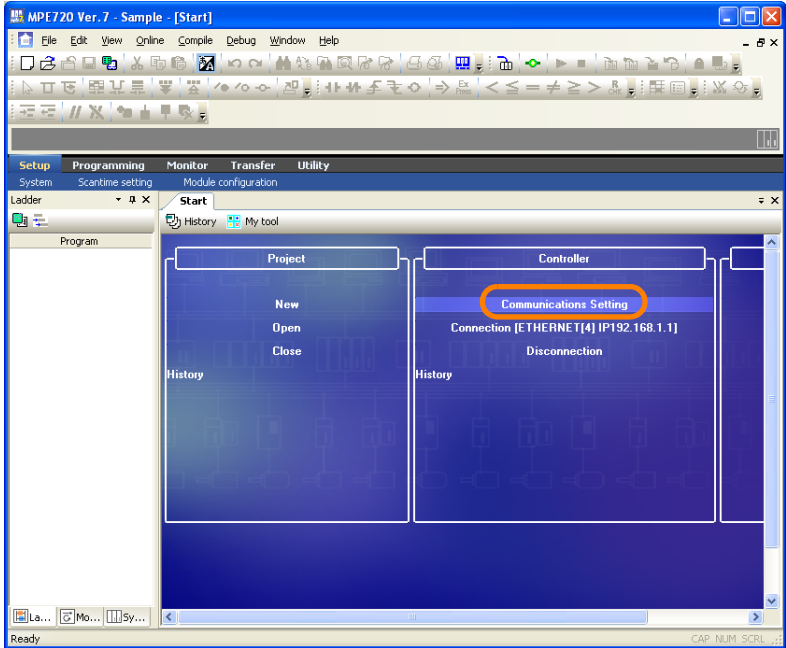 MPE720 Ver. 7 - Sample - [Start]
File Edit View Online Compile Debug Window Help
Setup Programming Monitor Transfer Utility
System Scantime setting Module configuration
Ladder
Start
History My tool
Program
Project
New
Open
Close
History
Controller
Communications Setting
Connection [ETHERNET[4] IP192.168.1.1]
Disconnection
History
La... Mo... Sy...
Ready
CAP NUM SCRL